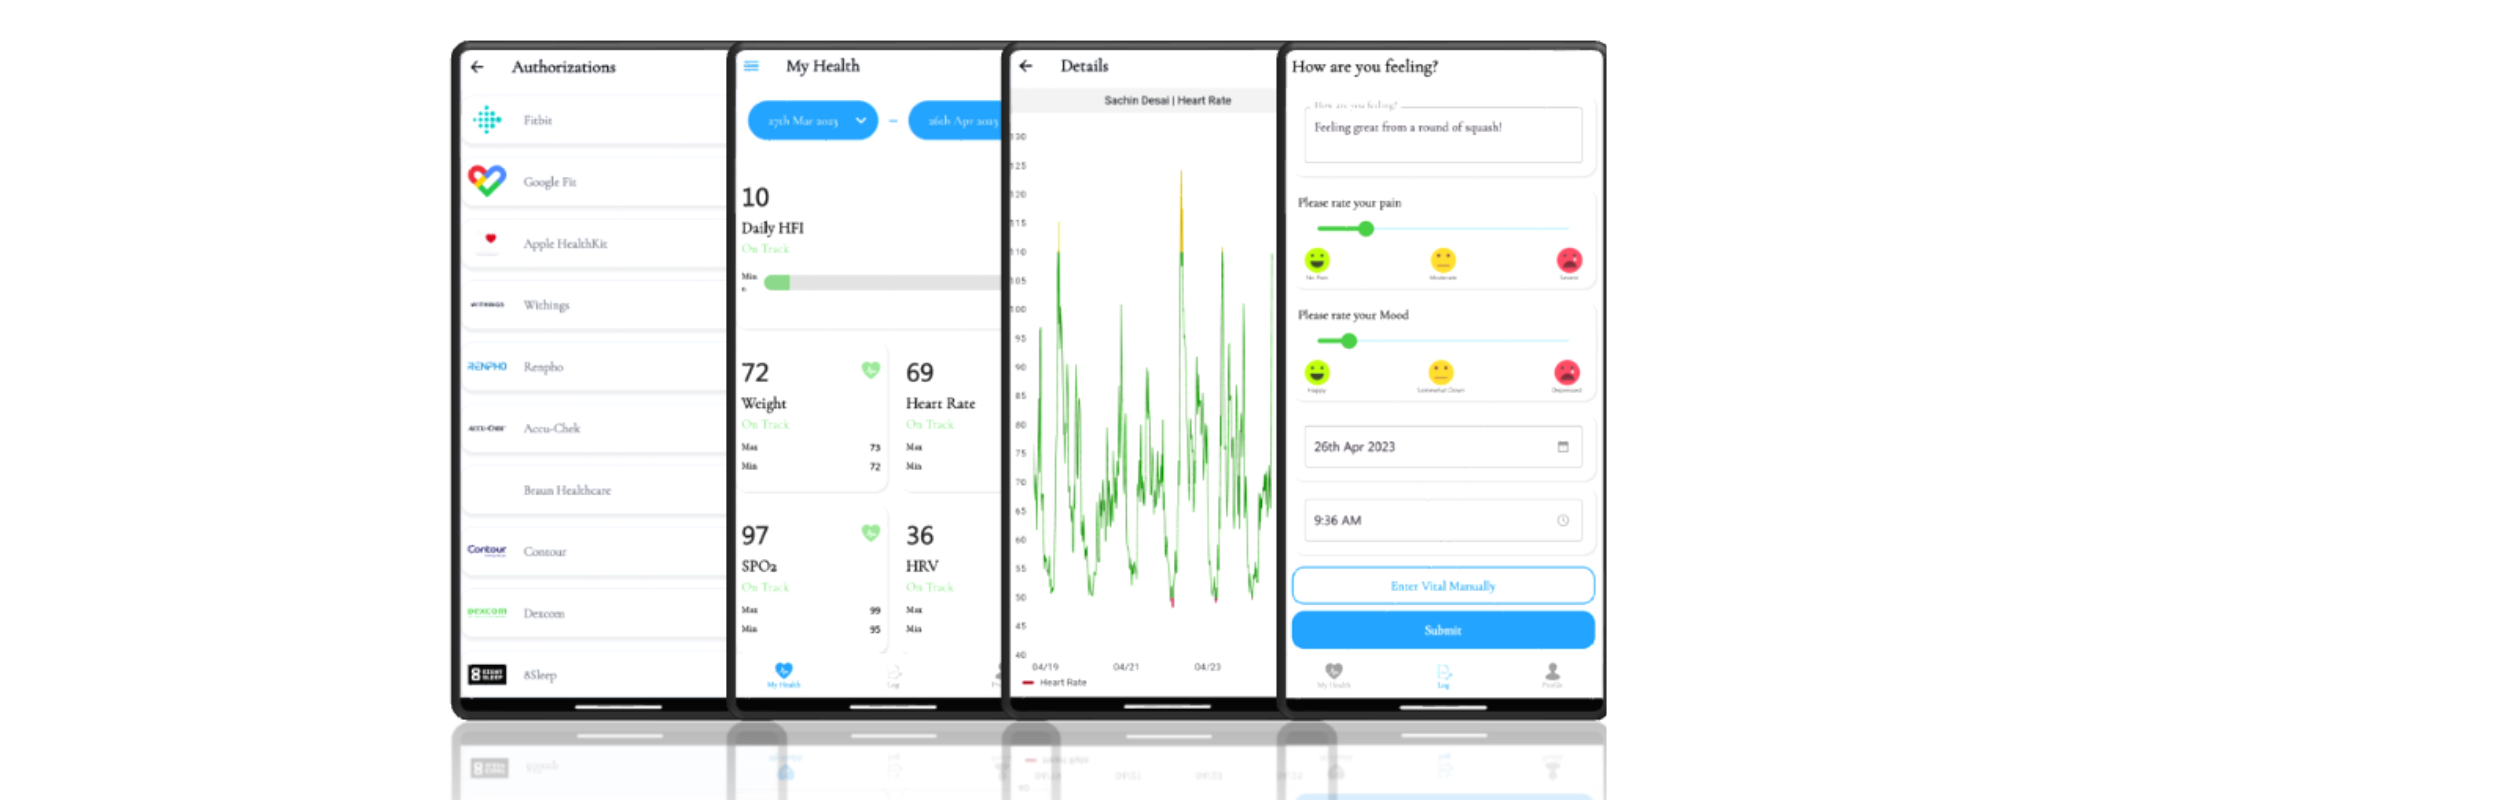 Authorizations
Fitbit
Google Fit
Apple HealthKit
WITHINGS Withings
RENPHO Renpho
ACCU-CHEK Accu-Chek
Braun Healthcare
Contour Contour
Dexcom Dexcom
8 EIGHT SLEEP 8Sleep
My Health
27th Mar 2023 – 26th Apr 2023
10
Daily HFI
On Track
Min
0
72 69
Weight Heart Rate
On Track On Track
Max 73 Max
Min 72 Min
97 36
SPO2 HRV
On Track On Track
Max 99 Max
Min 95 Min
My Health Log
Details
Sachin Desai | Heart Rate
130
125
120
115
110
105
100
95
90
85
80
75
70
65
60
55
50
45
40
04/19 04/21 04/23
Heart Rate
How are you feeling?
How are you feeling?
Feeling great from a round of squash!
Please rate your pain
No Pain Moderate Severe
Please rate your Mood
Happy Somewhat Down Depressed
26th Apr 2023
9:36 AM
Enter Vital Manually
Submit
My Health Log Profile